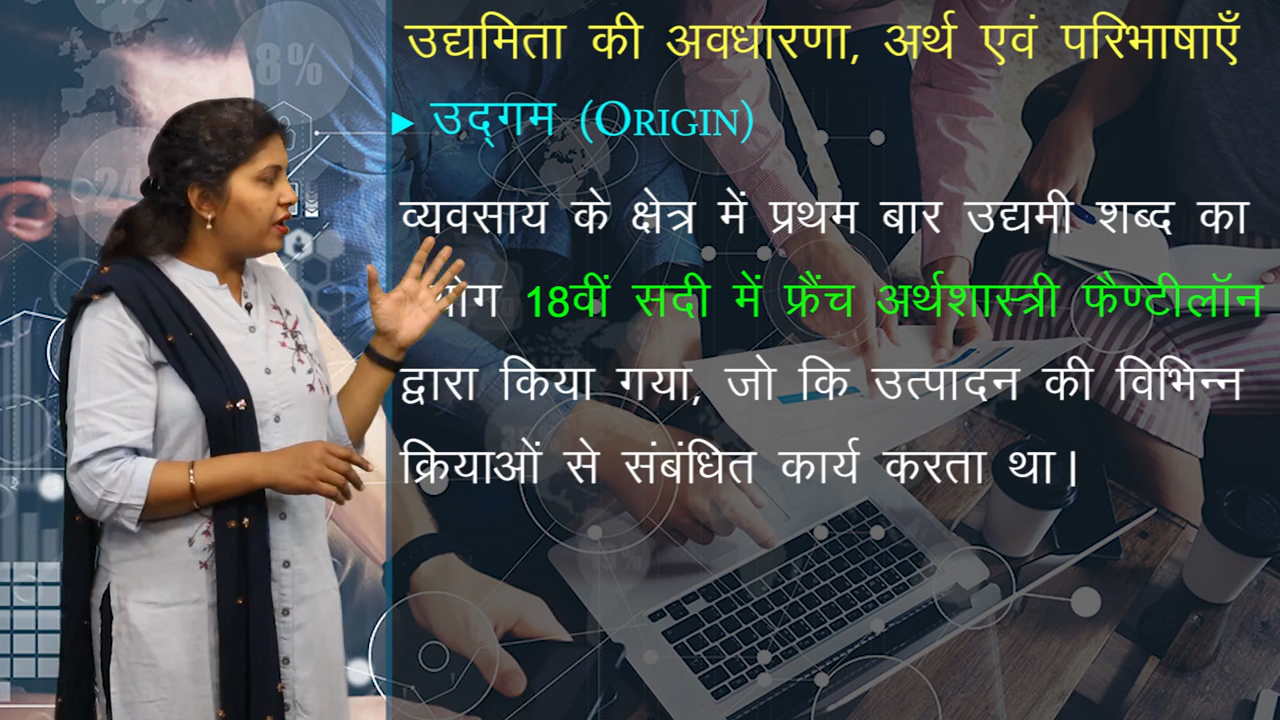 उद्यमिता की अवधारणा, अर्थ एवं परिभाषाएँ
▶ उद्‌गम (ORIGIN)
व्यवसाय के क्षेत्र में प्रथम बार उद्यमी शब्द का
18वीं सदी में फ्रैंच अर्थशास्त्री फैण्टीलॉन
द्वारा किया गया, जो कि उत्पादन की विभिन्न
क्रियाओं से संबंधित कार्य करता था।
8%